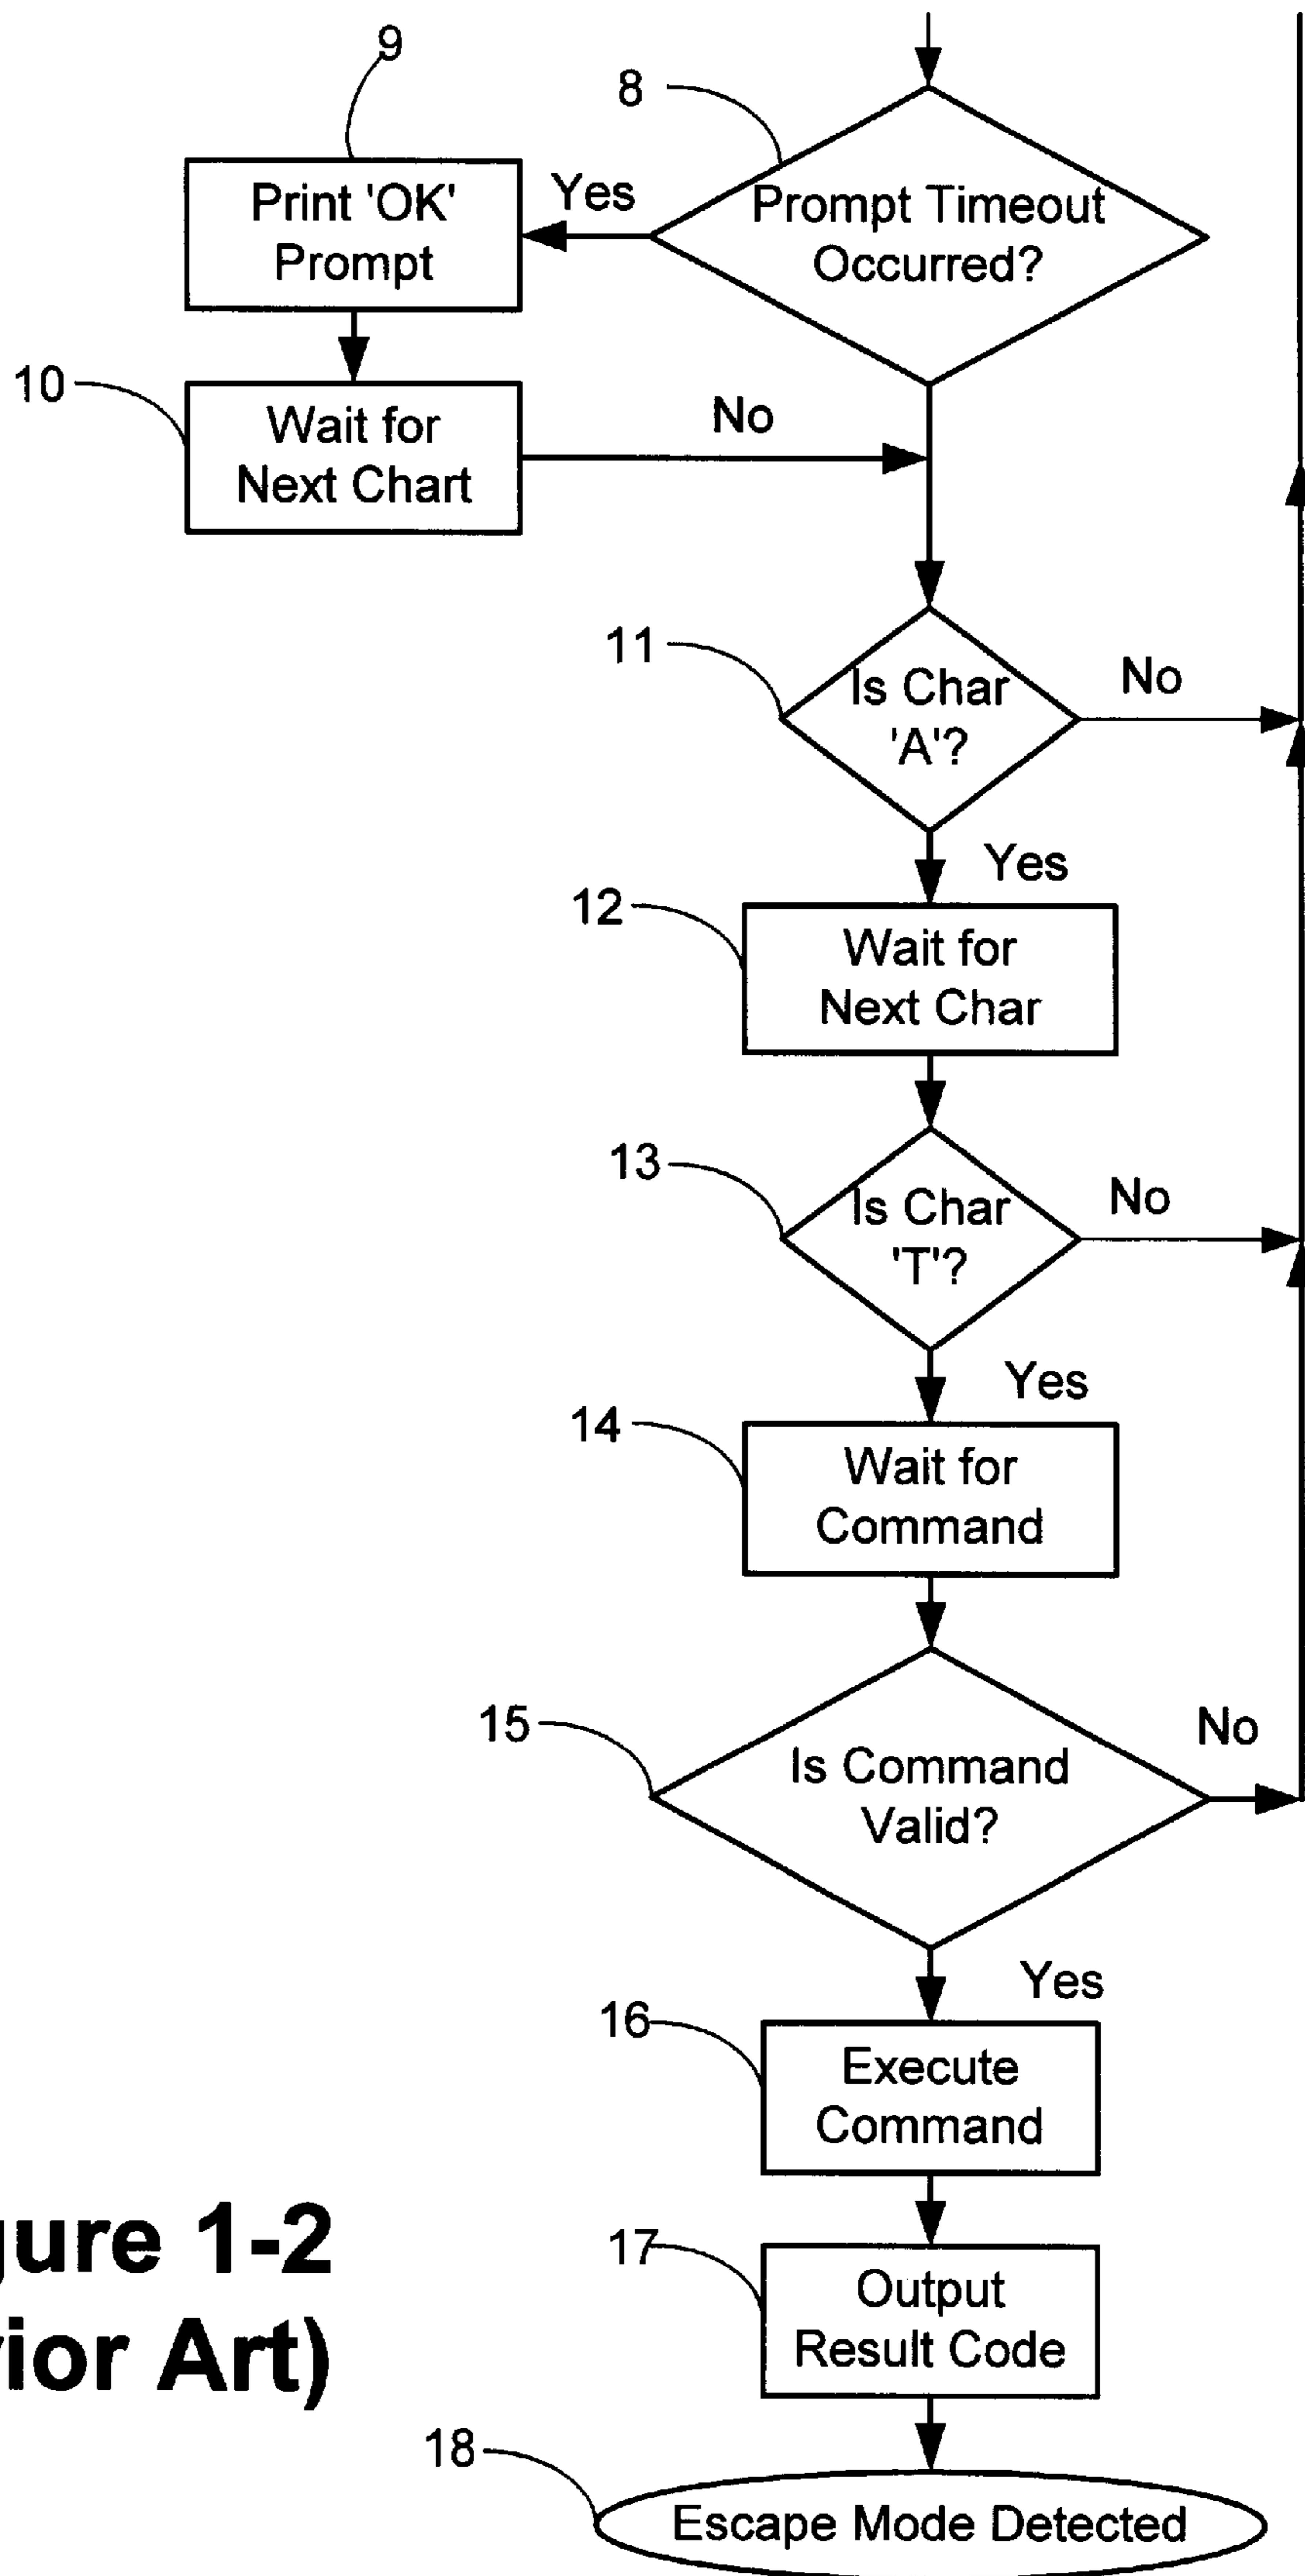 9
8
Print 'OK'
Prompt
Yes
Prompt Timeout
Occurred?
10
Wait for
Next Chart
No
11
Is Char
'A'?
No
Yes
12
Wait for
Next Char
13
Is Char
'T'?
No
Yes
14
Wait for
Command
15
Is Command
Valid?
No
Yes
16
Execute
Command
17
Output
Result Code
gure 1-2
rior Art)
18
Escape Mode Detected